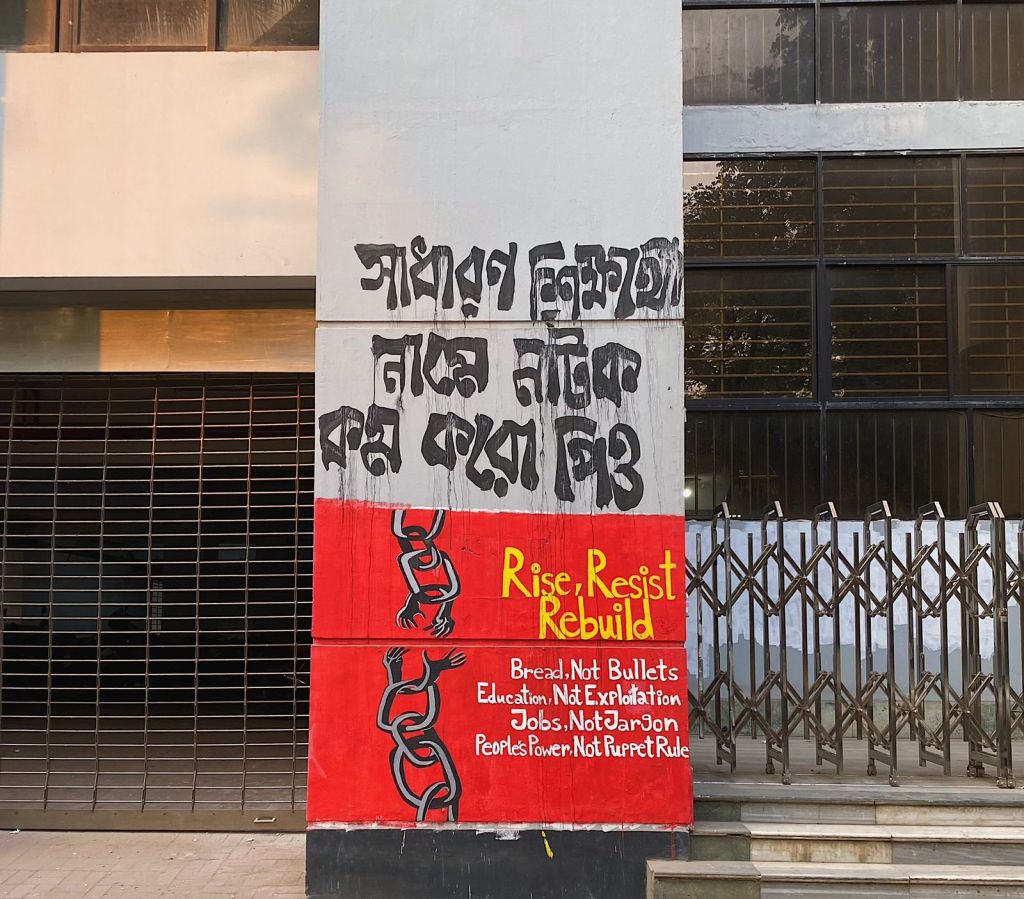 সাধারণ শিক্ষার্থী
নামে নাটক
কম করো পিও
Rise, Resist
Rebuild
Bread, Not Bullets
Education, Not Exploitation
Jobs, Not Jargon
People's Power, Not Puppet Rule